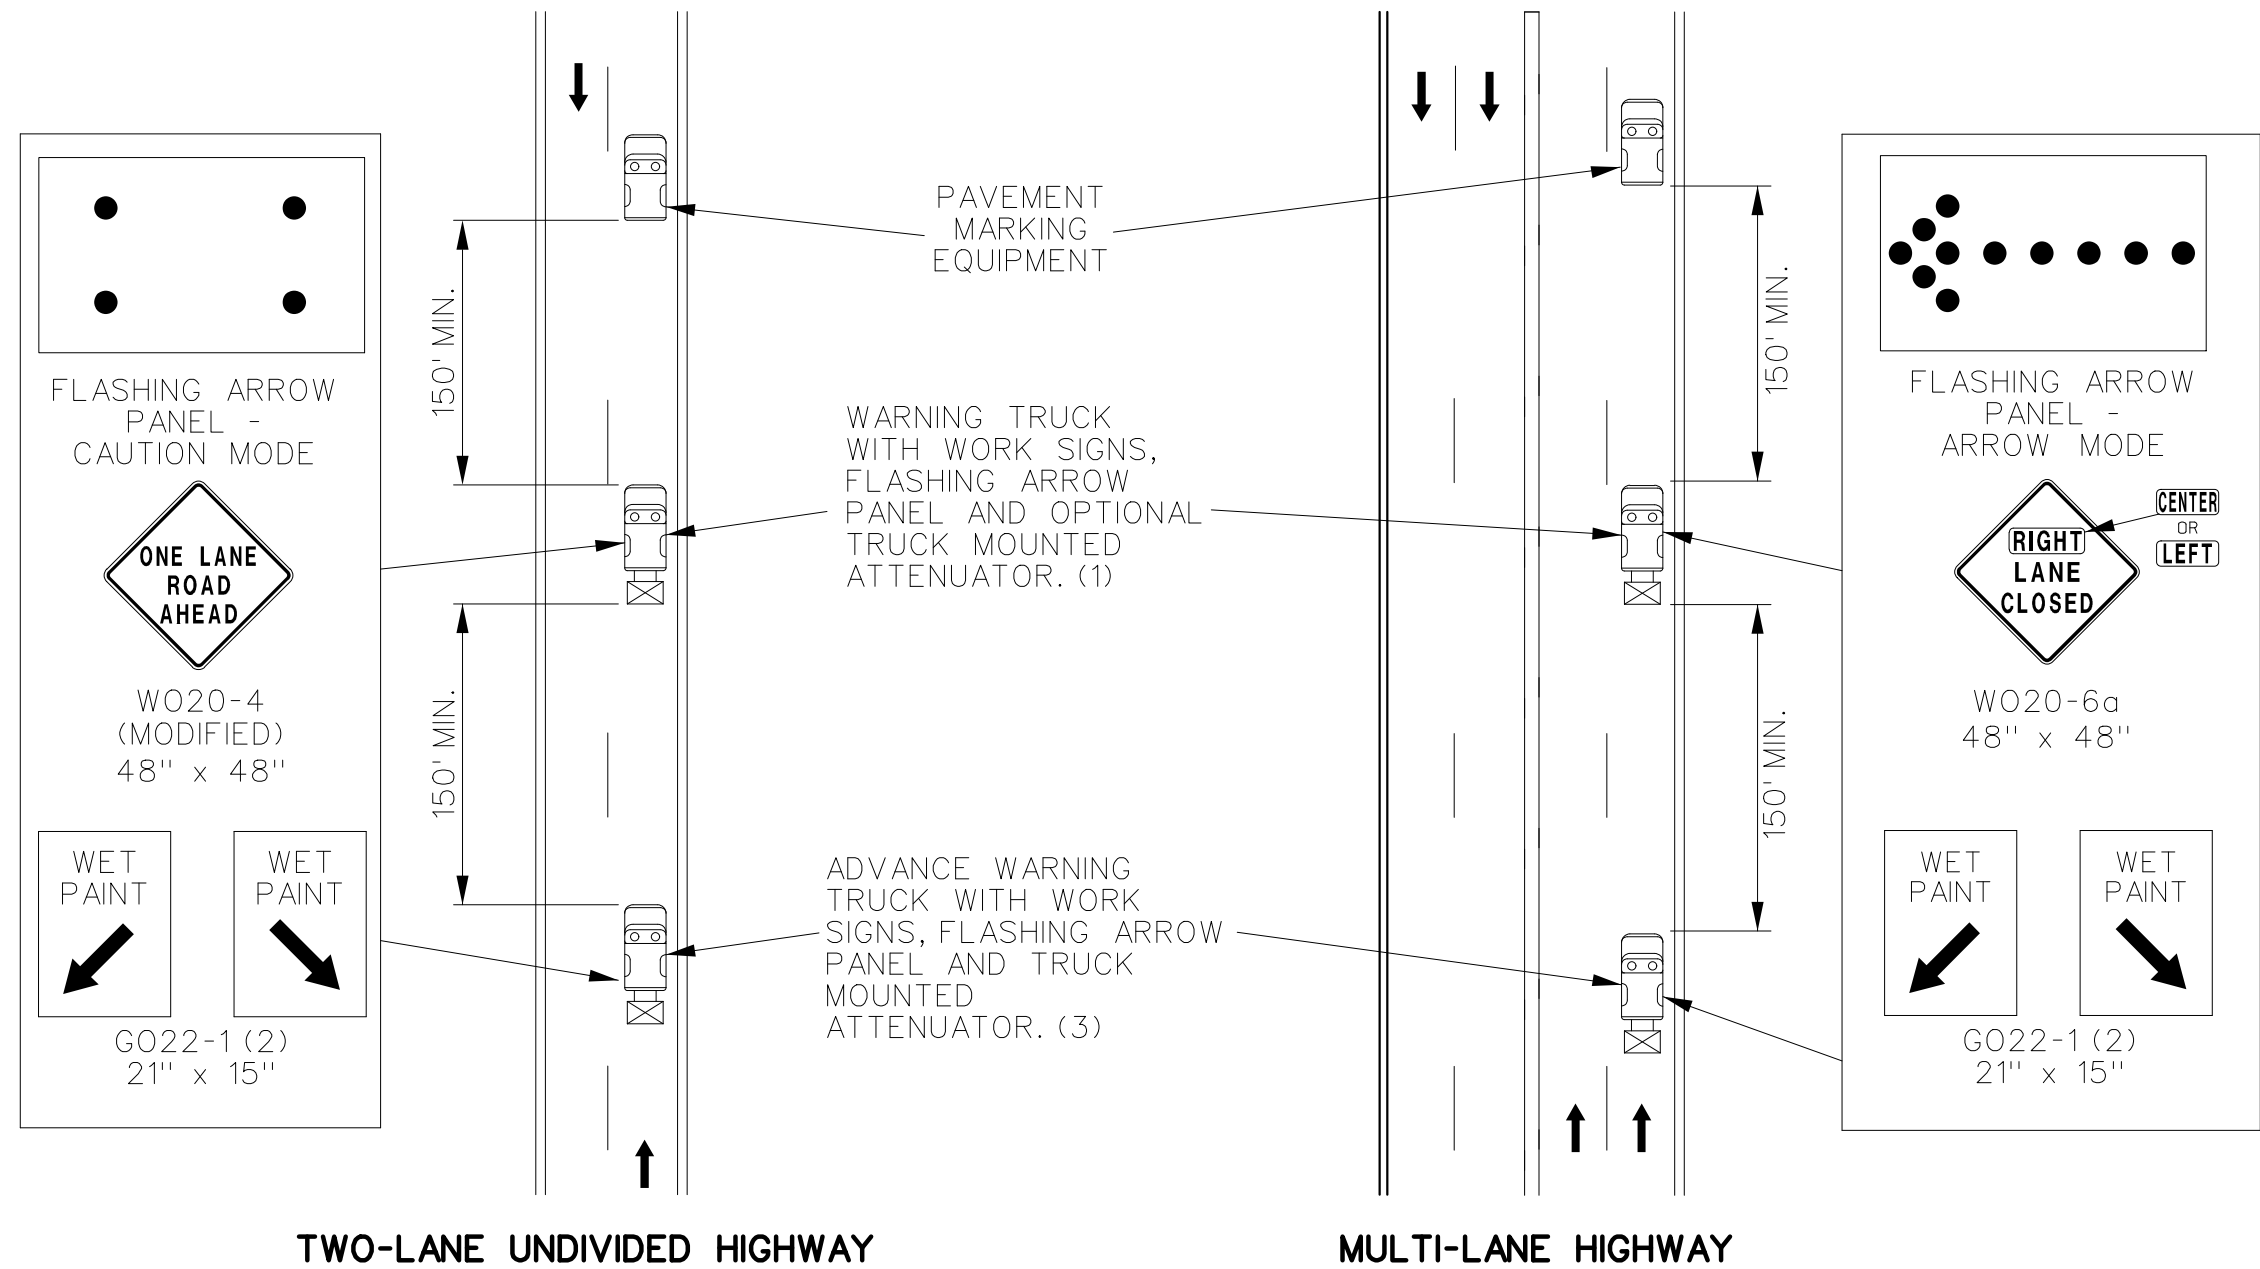 FLASHING ARROW
PANEL -
CAUTION MODE
ONE LANE
ROAD
AHEAD
WO20-4
(MODIFIED)
48" x 48"
WET
PAINT
WET
PAINT
GO22-1 (2)
21" x 15"
150' MIN.
150' MIN.
PAVEMENT
MARKING
EQUIPMENT
WARNING TRUCK
WITH WORK SIGNS,
FLASHING ARROW
PANEL AND OPTIONAL
TRUCK MOUNTED
ATTENUATOR. (1)
ADVANCE WARNING
TRUCK WITH WORK
SIGNS, FLASHING ARROW
PANEL AND TRUCK
MOUNTED
ATTENUATOR. (3)
150' MIN.
150' MIN.
FLASHING ARROW
PANEL -
ARROW MODE
RIGHT
LANE
CLOSED
CENTER
OR
LEFT
WO20-6a
48" x 48"
WET
PAINT
WET
PAINT
GO22-1 (2)
21" x 15"
TWO-LANE UNDIVIDED HIGHWAY
MULTI-LANE HIGHWAY